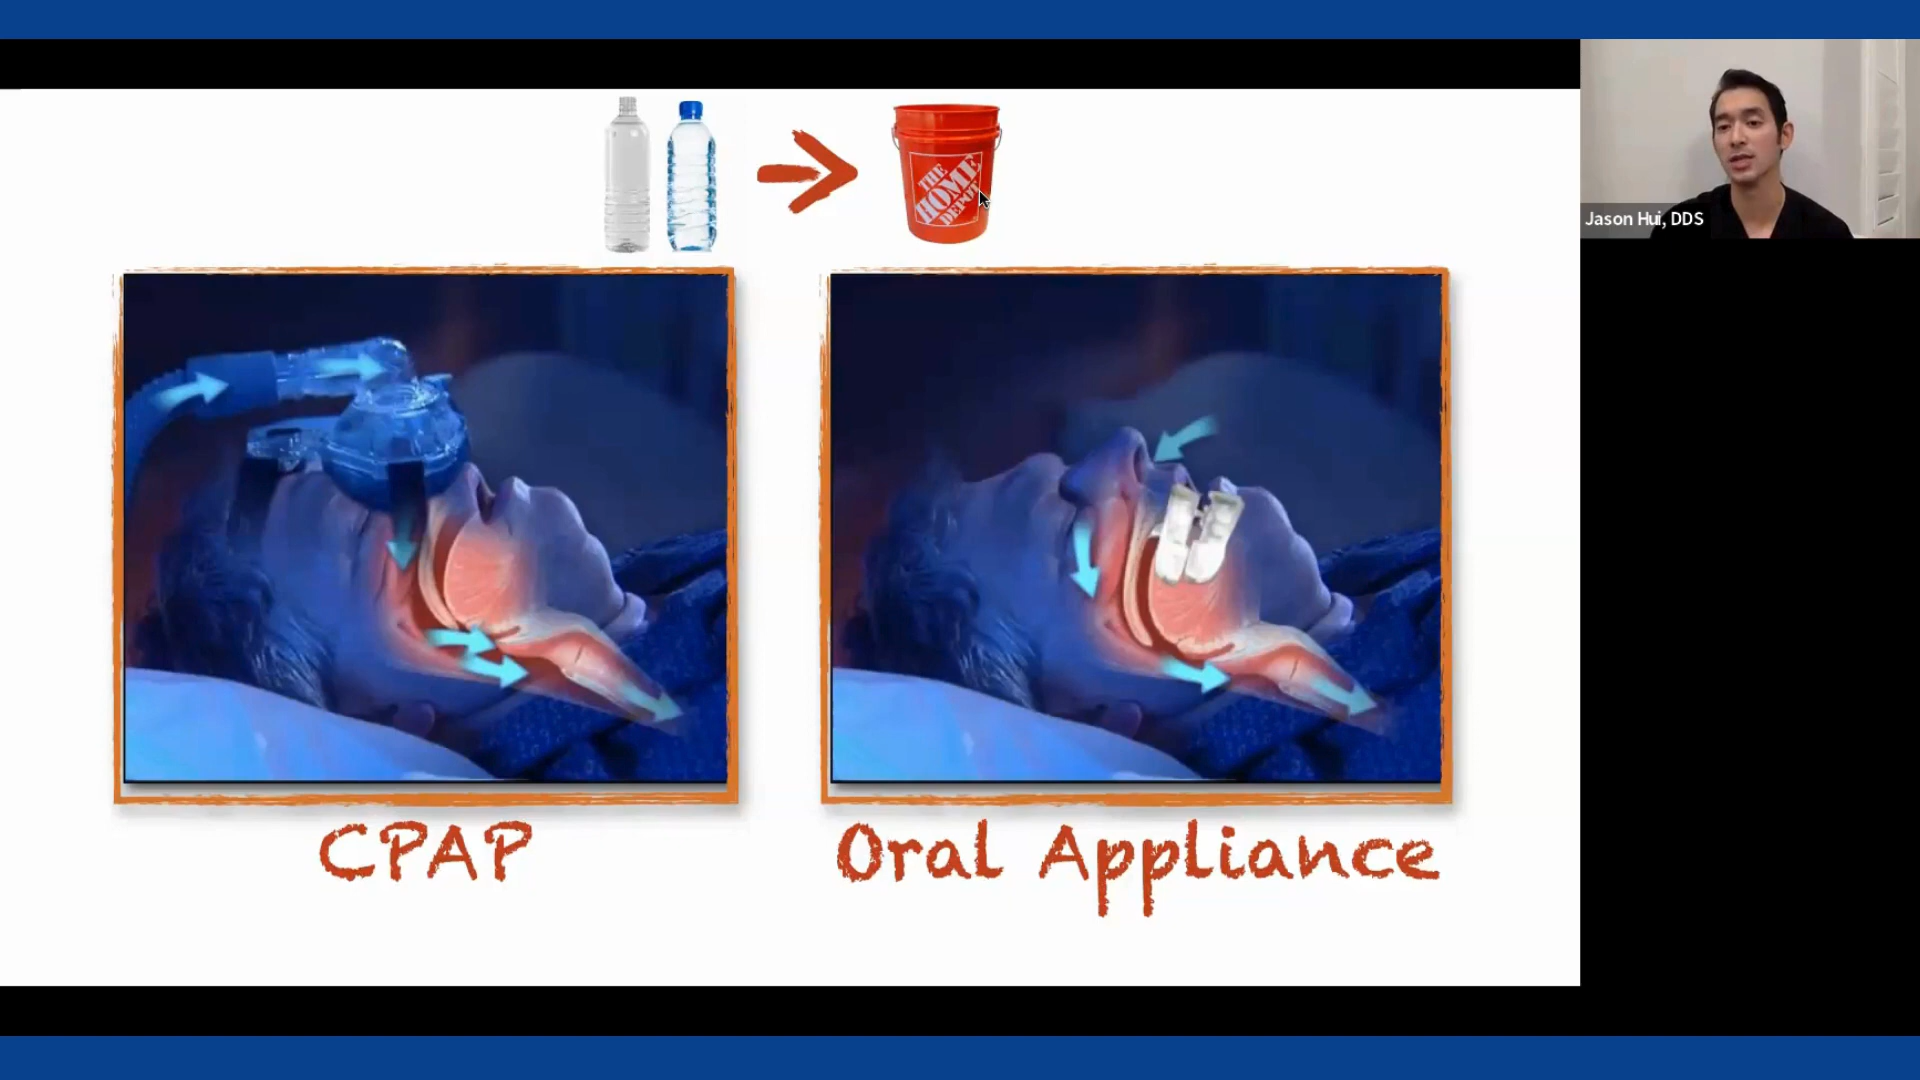 THE
HOME
DEPOT
Jason Hui, DDS
CPAP
Oral Appliance